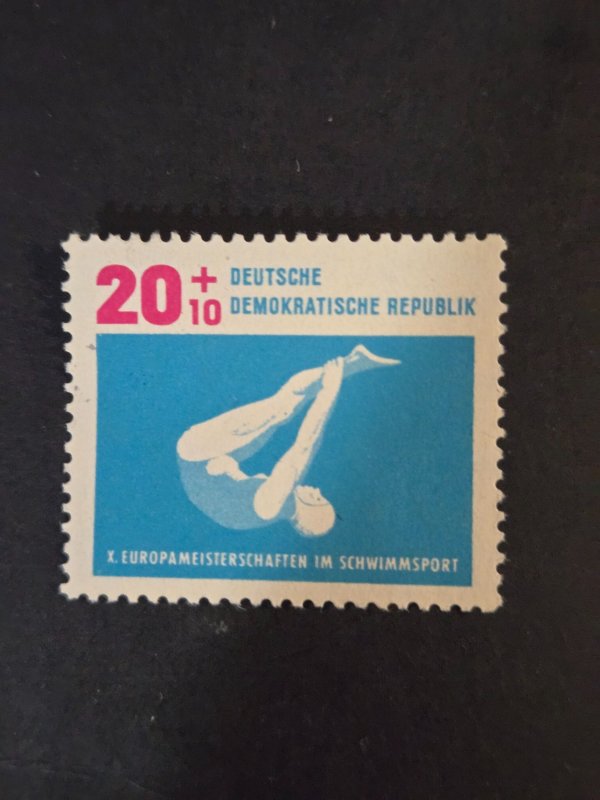 20 + 10
DEUTSCHE
DEMOKRATISCHE REPUBLIK
X. EUROPAMEISTERSCHAFTEN IM SCHWIMMSPORT